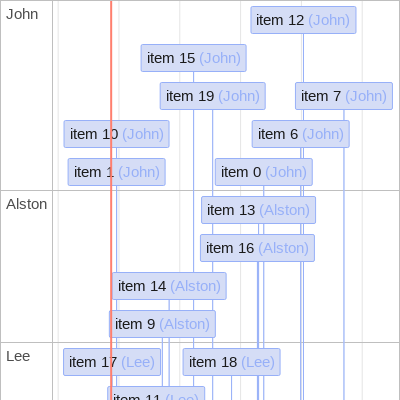 John
item 12 (John)
item 15 (John)
item 19 (John)
item 7 (John)
item 10 (John)
item 6 (John)
item 1 (John)
item 0 (John)
Alston
item 13 (Alston)
item 16 (Alston)
item 14 (Alston)
item 9 (Alston)
Lee
item 17 (Lee)
item 18 (Lee)
item 11 (Lee)